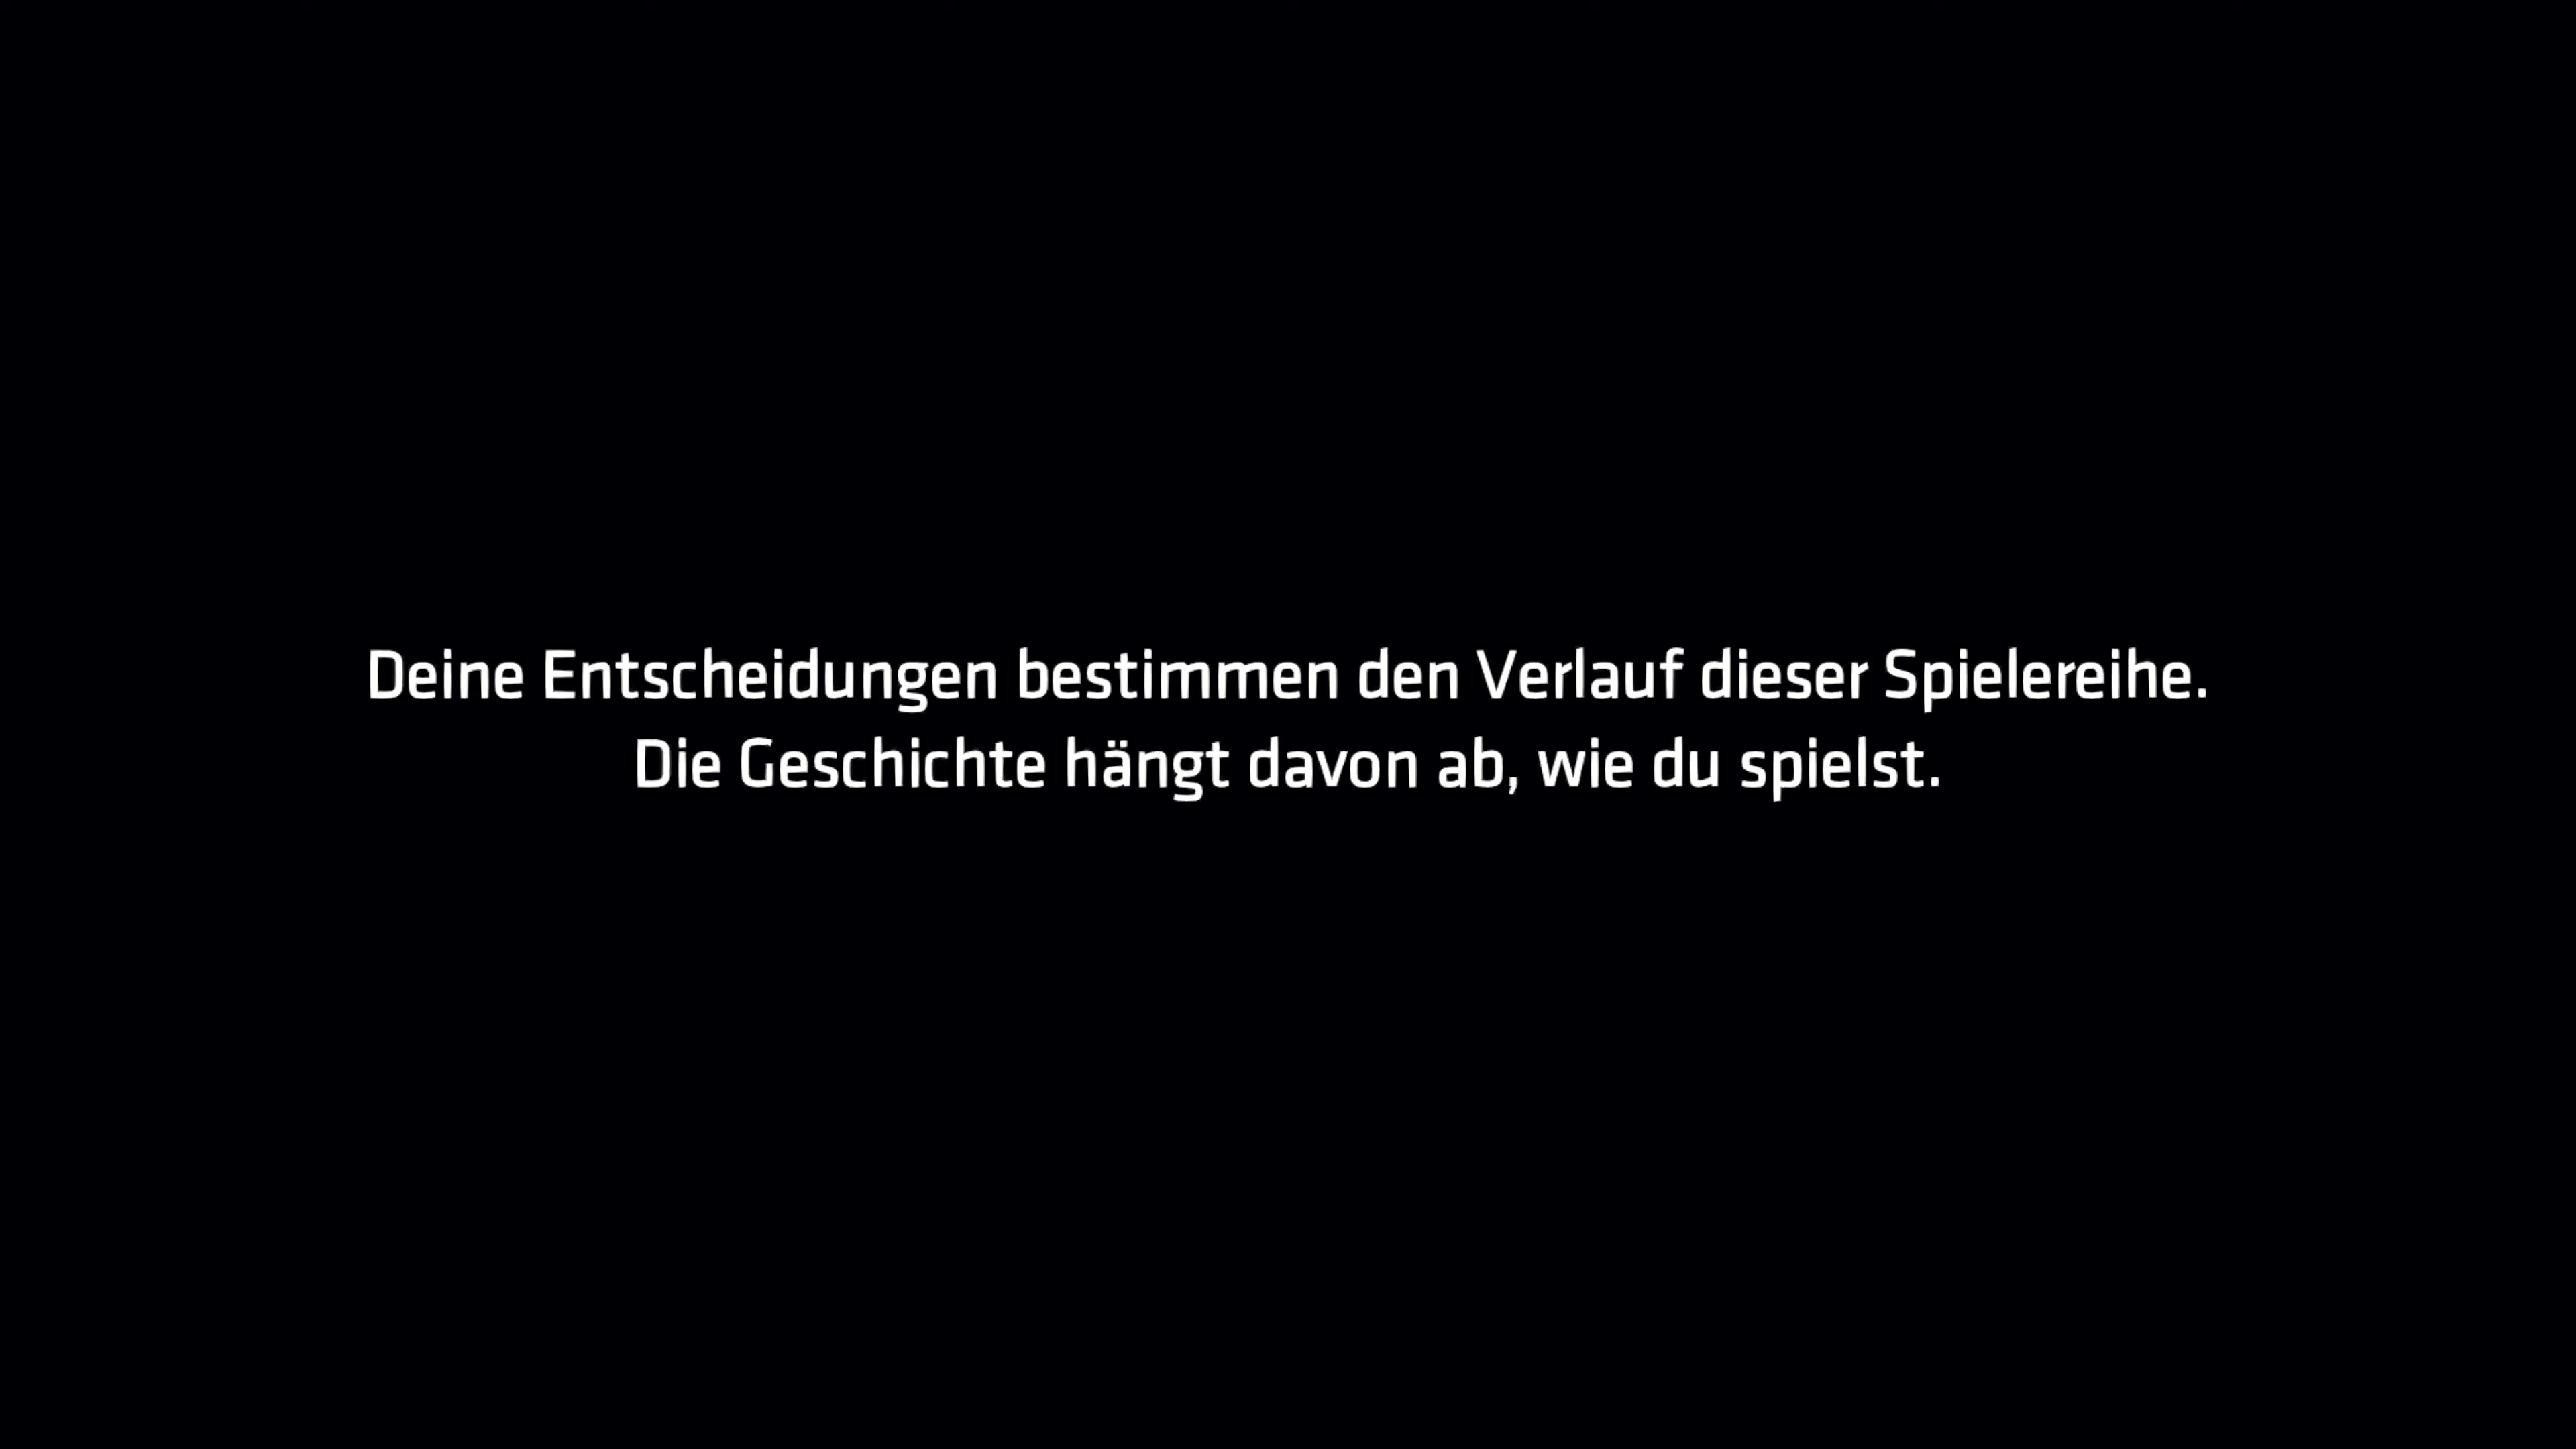 Deine Entscheidungen bestimmen den Verlauf dieser Spielereihe.
Die Geschichte hängt davon ab, wie du spielst.